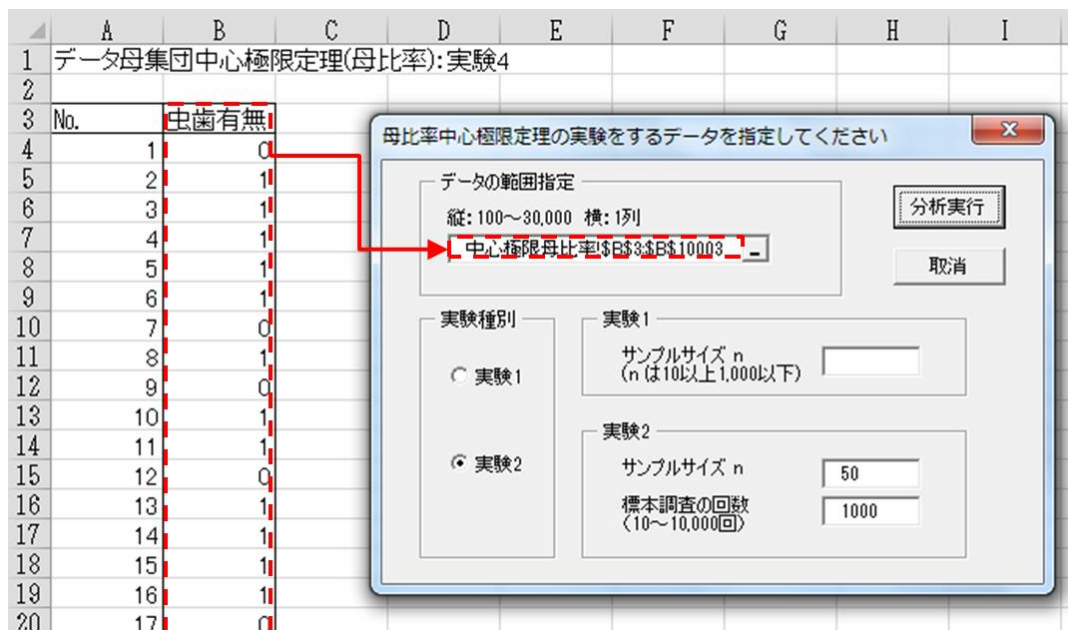 A B C D E F G H I
1 データ母集団中心極限定理(母比率):実験4
2
3 No. 虫歯有無
4 1 0
5 2 1
6 3 1
7 4 1
8 5 1
9 6 1
10 7 0
11 8 1
12 9 0
13 10 1
14 11 1
15 12 0
16 13 1
17 14 1
18 15 1
19 16 1
20 17 0
母比率中心極限定理の実験をするデータを指定してください
データの範囲指定
縦:100～30,000 横:1列
中心極限母比率!$B$3:$B$10003
分析実行
取消
実験種別
実験1
実験2
実験1
サンプルサイズ n
(n は10以上1,000以下)
実験2
サンプルサイズ n 50
標本調査の回数 1000
(10～10,000回)